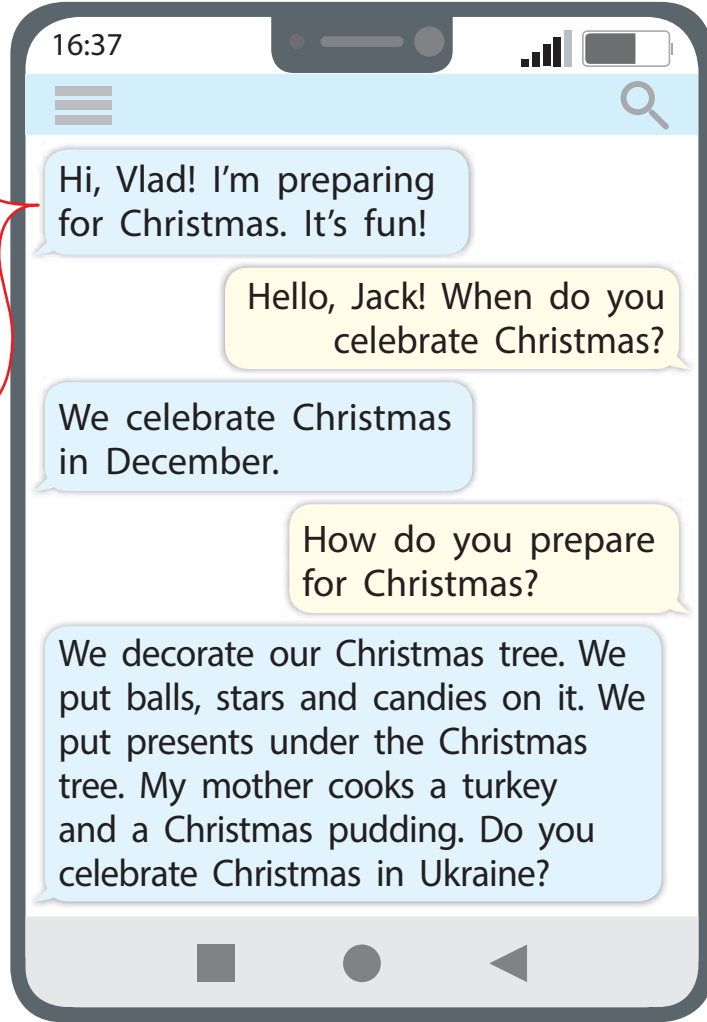 16:37
Hi, Vlad! I'm preparing
for Christmas. It's fun!
Hello, Jack! When do you
celebrate Christmas?
We celebrate Christmas
in December.
How do you prepare
for Christmas?
We decorate our Christmas tree. We
put balls, stars and candies on it. We
put presents under the Christmas
tree. My mother cooks a turkey
and a Christmas pudding. Do you
celebrate Christmas in Ukraine?